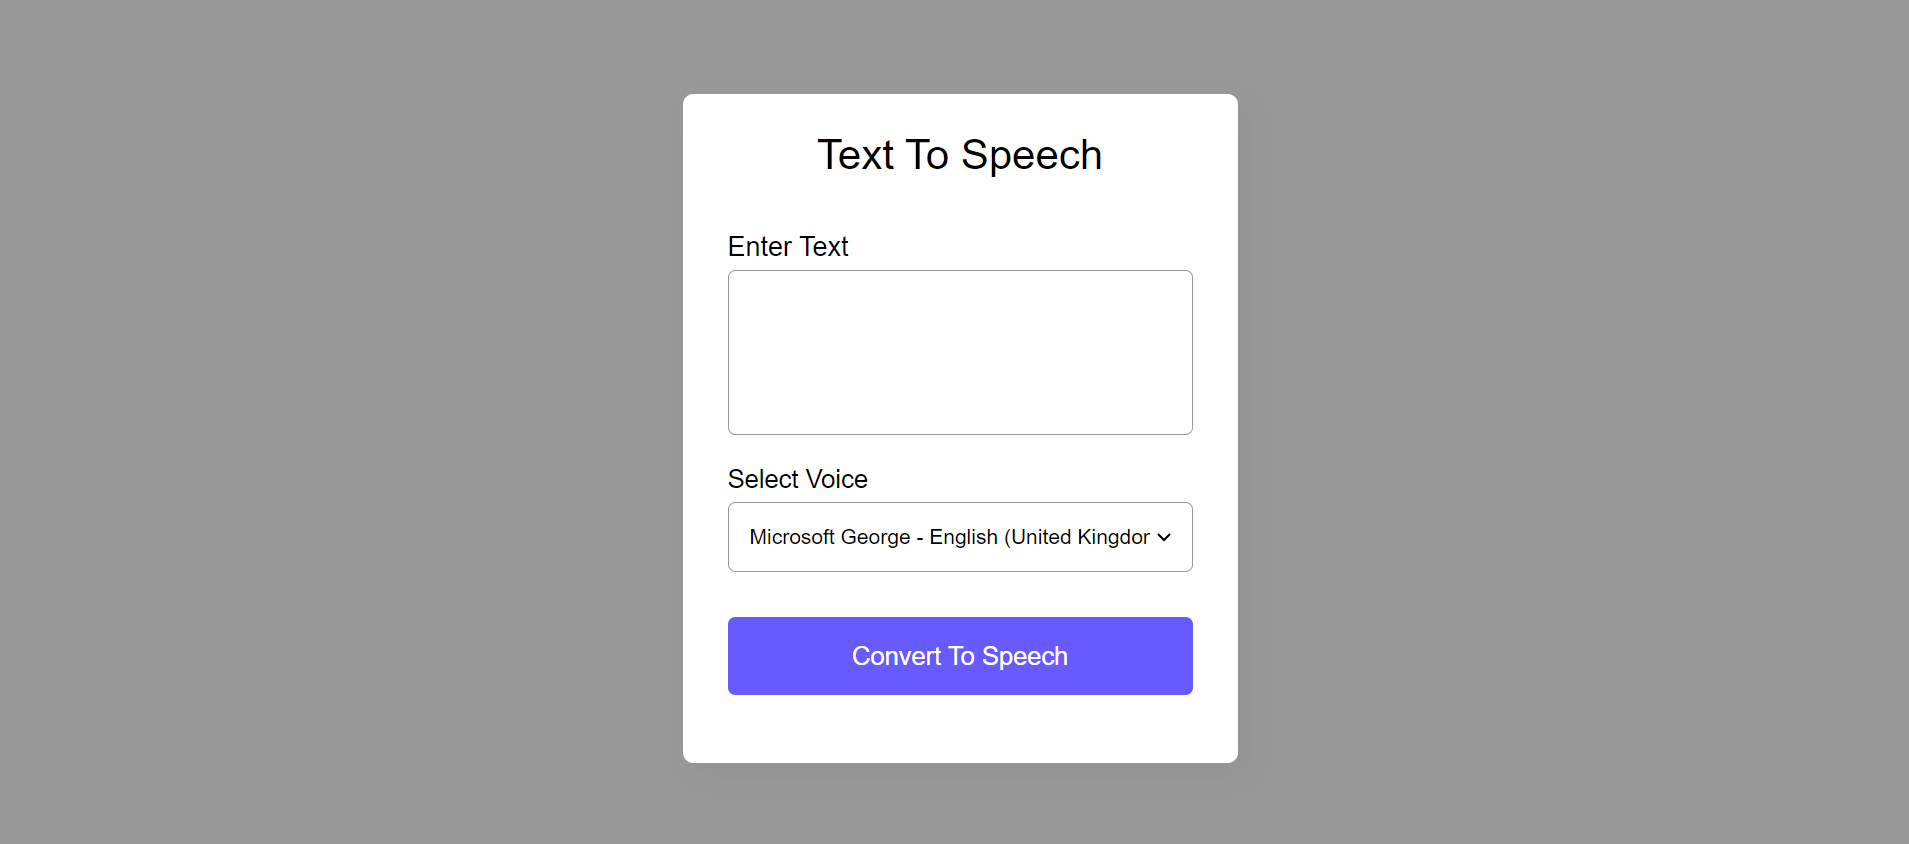 Text To Speech
Enter Text
Select Voice
Microsoft George - English (United Kingdor
Convert To Speech